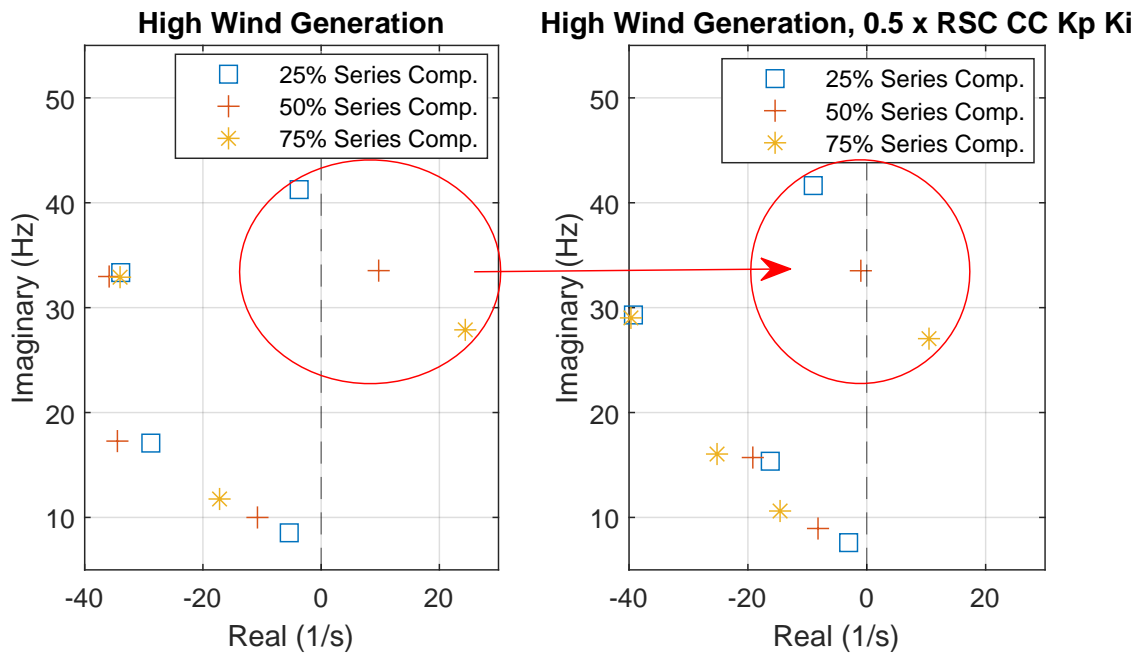 High Wind Generation
25% Series Comp.
50% Series Comp.
75% Series Comp.
50
40
30
20
10
Imaginary (Hz)
-40 -20 0 20
Real (1/s)
High Wind Generation, 0.5 x RSC CC Kp Ki
25% Series Comp.
50% Series Comp.
75% Series Comp.
50
40
30
20
10
Imaginary (Hz)
-40 -20 0 20
Real (1/s)